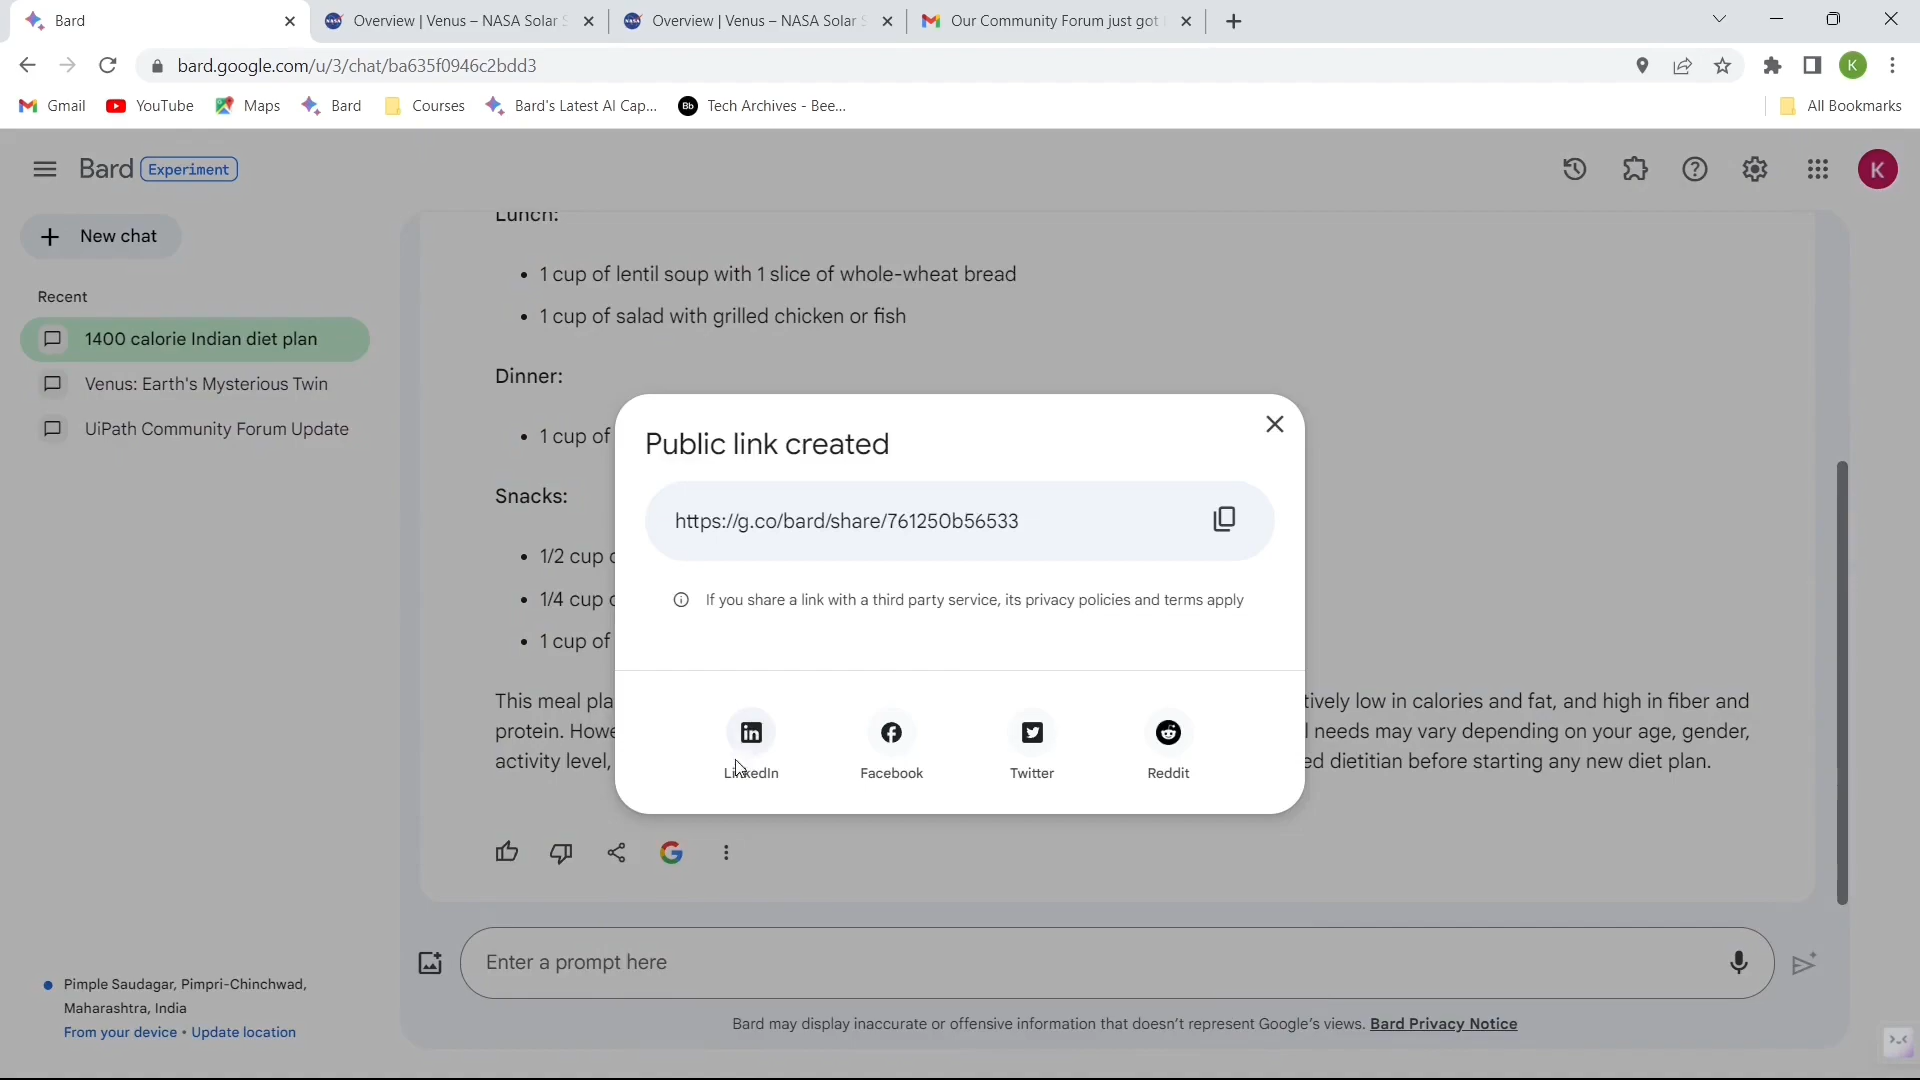 Bard
Overview | Venus – NASA Solar S
Overview | Venus – NASA Solar S
Our Community Forum just got
bard.google.com/u/3/chat/ba635f0946c2bdd3
K
Gmail
YouTube
Maps
Bard
Courses
Bard's Latest AI Cap...
Bb
Tech Archives - Bee...
All Bookmarks
Bard
Experiment
K
New chat
Recent
1400 calorie Indian diet plan
Venus: Earth's Mysterious Twin
UiPath Community Forum Update
Lunch:
• 1 cup of lentil soup with 1 slice of whole-wheat bread
• 1 cup of salad with grilled chicken or fish
Dinner:
• 1 cup of
Snacks:
• 1/2 cup
• 1/4 cup
• 1 cup of
This meal
tively low in calories and fat, and high in fiber and
protein.
needs may vary depending on your age, gender,
activity level,
dietitian before starting any new diet plan.
Public link created
https://g.co/bard/share/761250b56533
If you share a link with a third party service, its privacy policies and terms apply
LinkedIn
Facebook
Twitter
Reddit
Enter a prompt here
Bard may display inaccurate or offensive information that doesn't represent Google's views. Bard Privacy Notice
Pimple Saudagar, Pimpri-Chinchwad,
Maharashtra, India
From your device • Update location